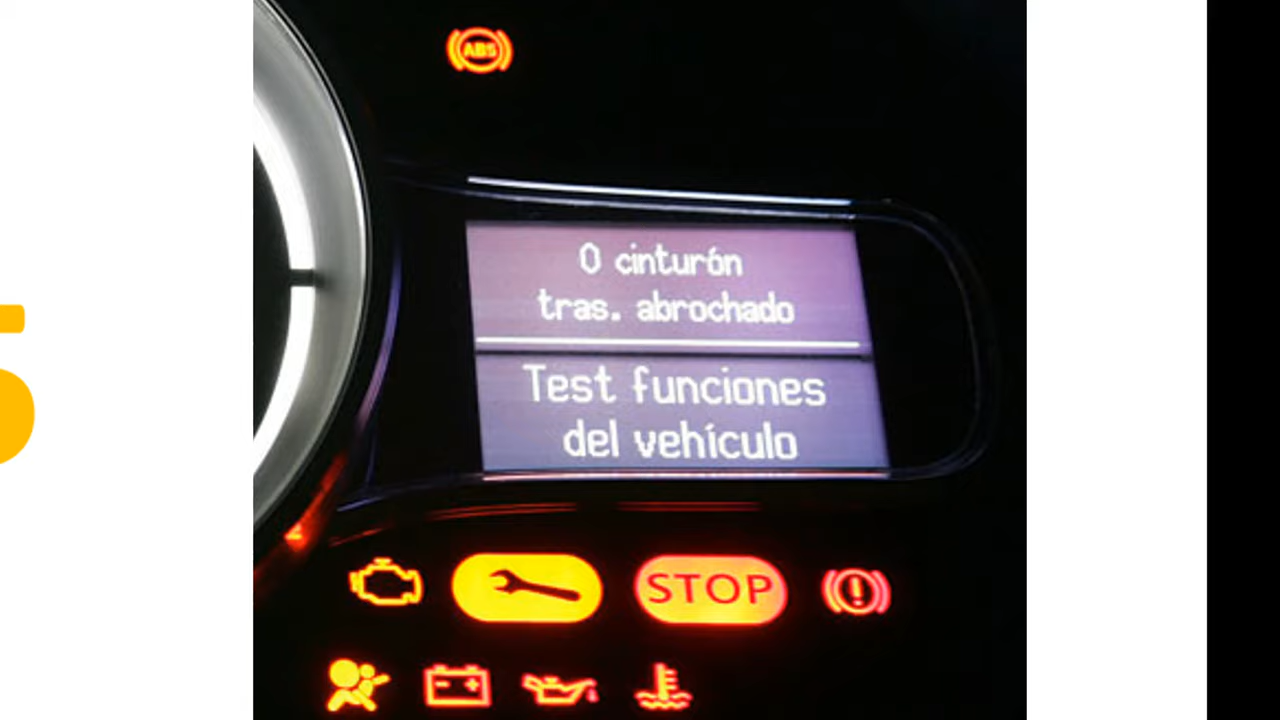 ABS
0 cinturón
tras. abrochado
Test funciones
del vehículo
STOP